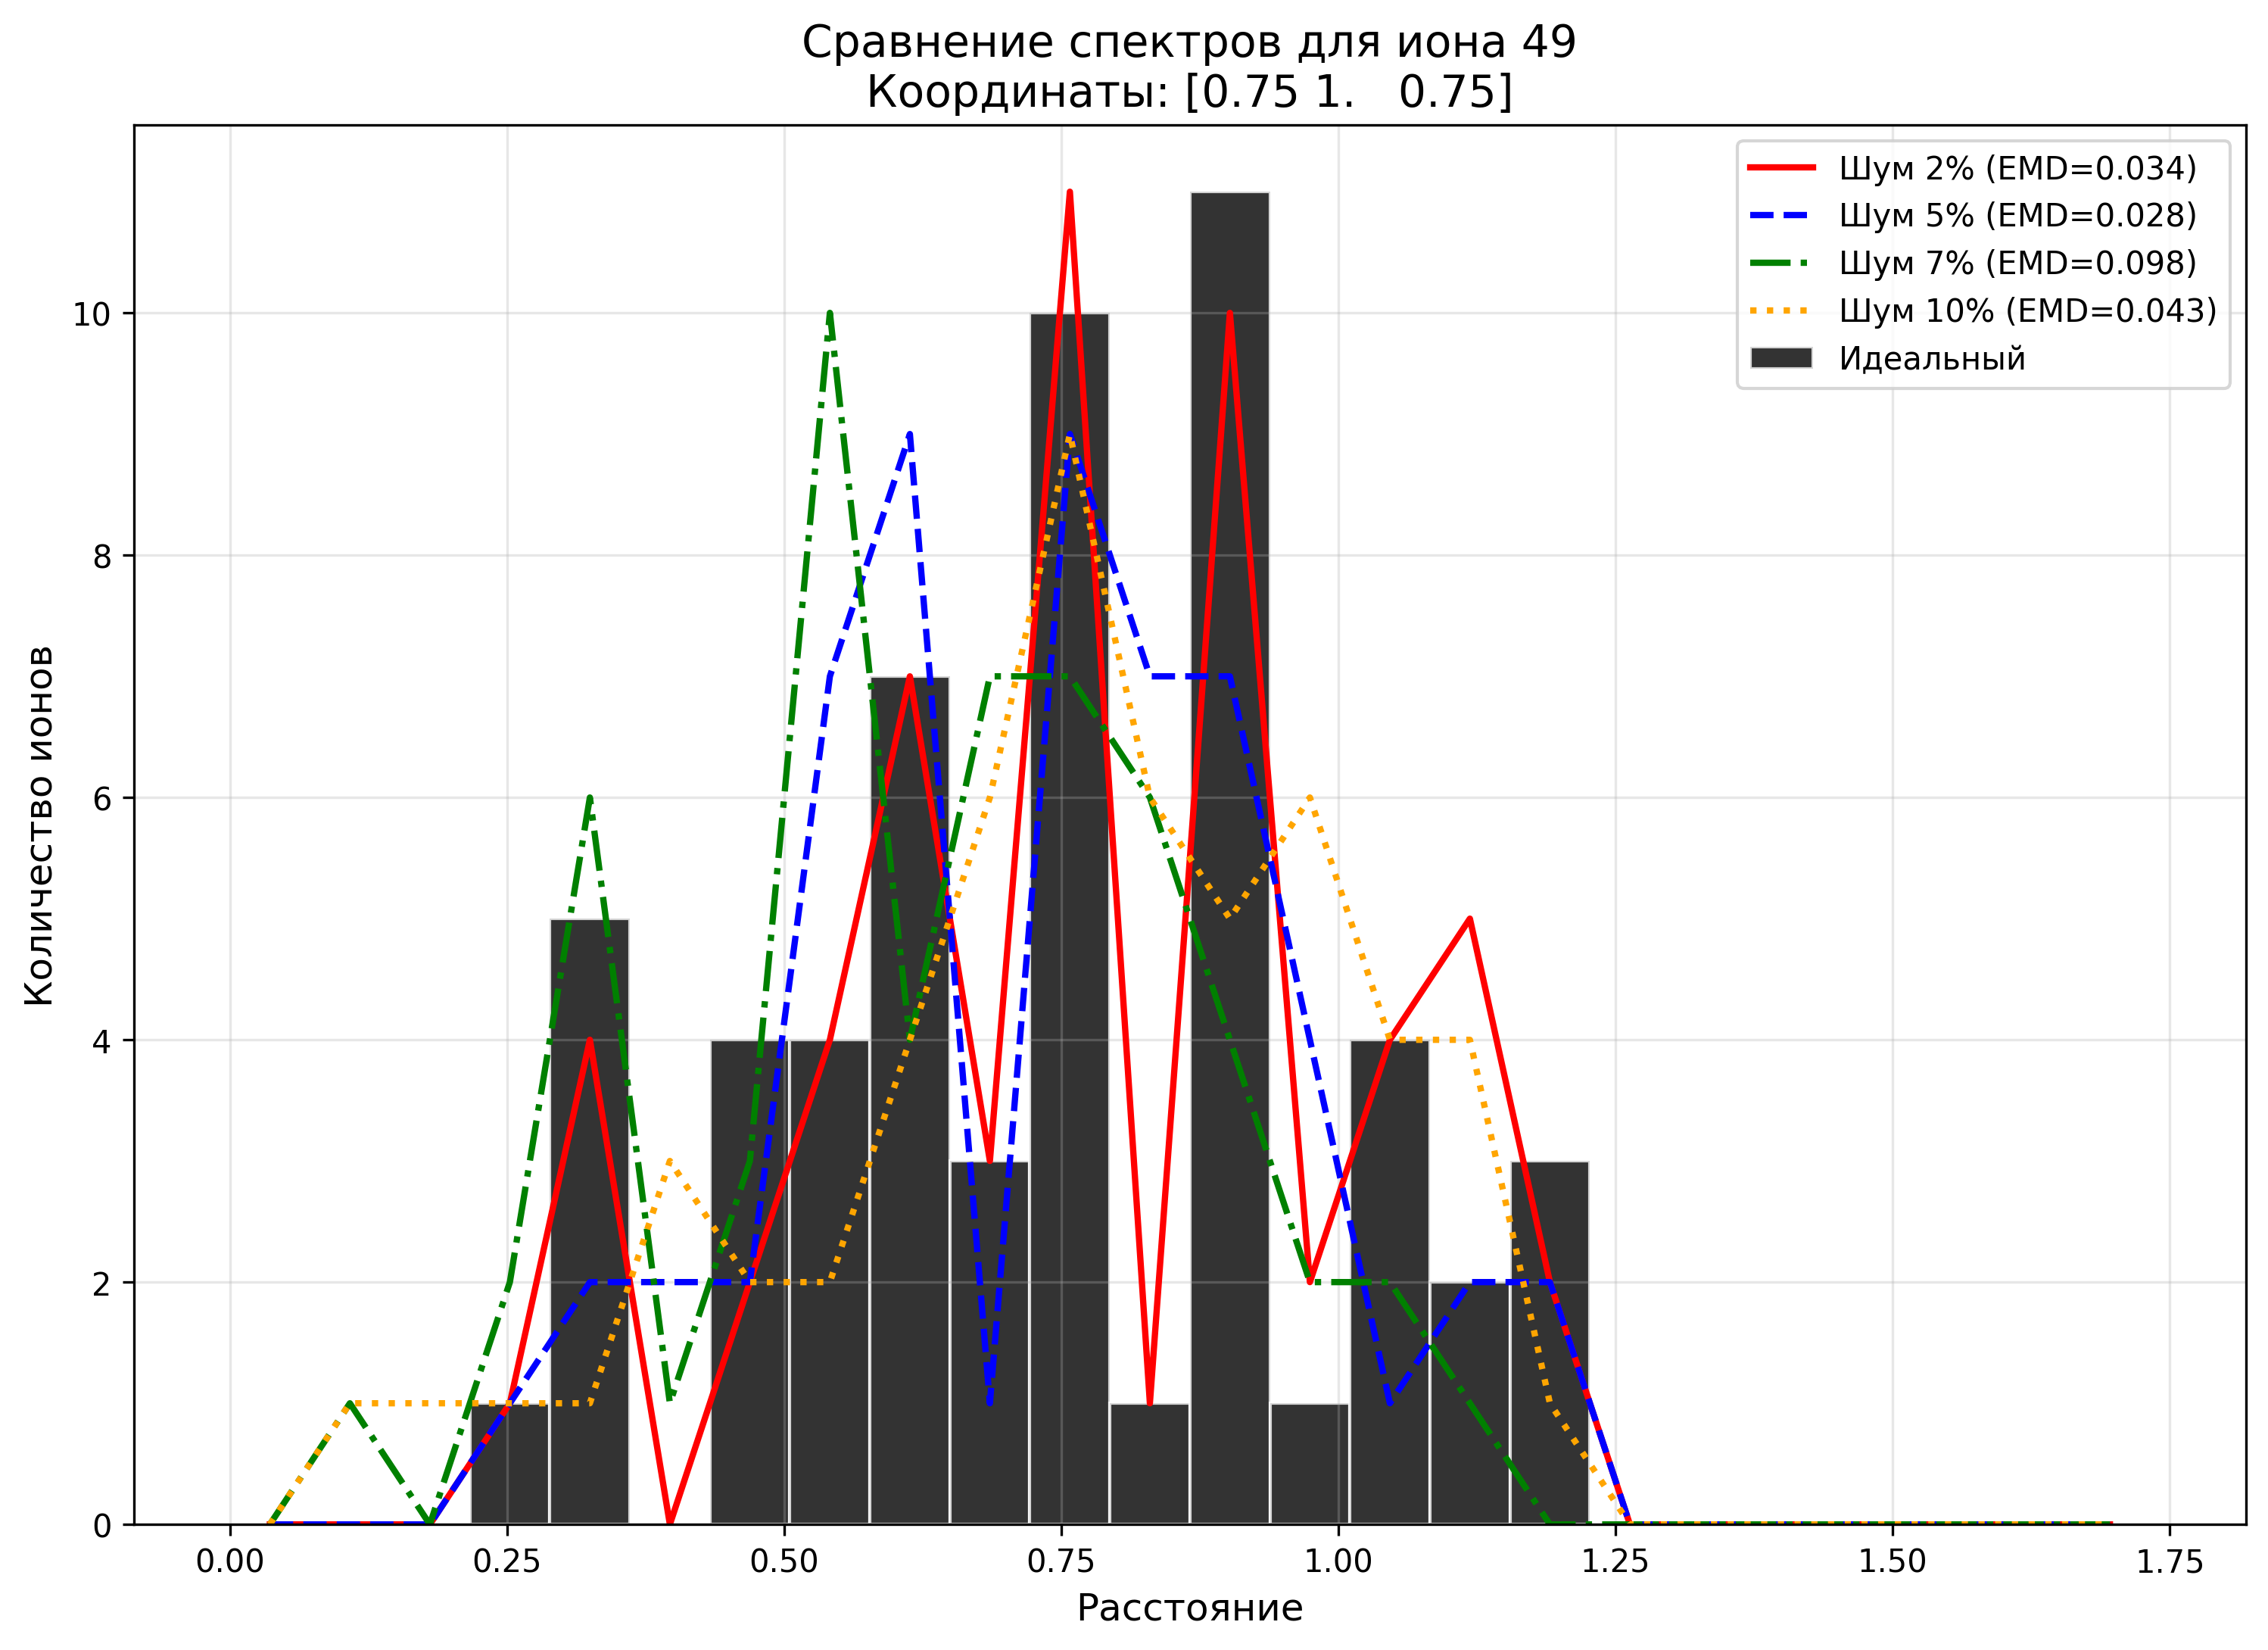 Сравнение спектров для иона 49
Координаты: [0.75 1.   0.75]
Шум 2% (EMD=0.034)
Шум 5% (EMD=0.028)
Шум 7% (EMD=0.098)
Шум 10% (EMD=0.043)
Идеальный
Количество ионов
10
8
6
4
2
0
0.00 0.25 0.50 0.75 1.00 1.25 1.50 1.75
Расстояние